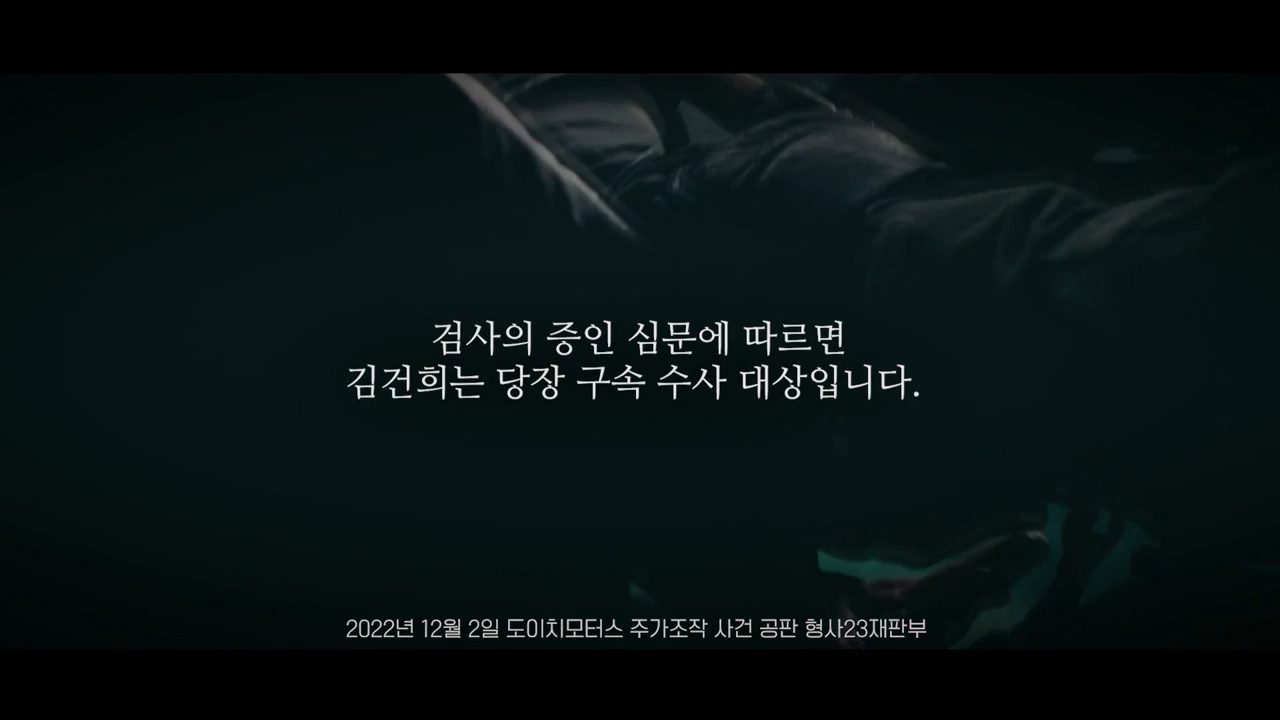 검사의 증인 심문에 따르면
김건희는 당장 구속 수사 대상입니다.
2022년 12월 2일 도이치모터스 주가조작 사건 공판 형사23재판부